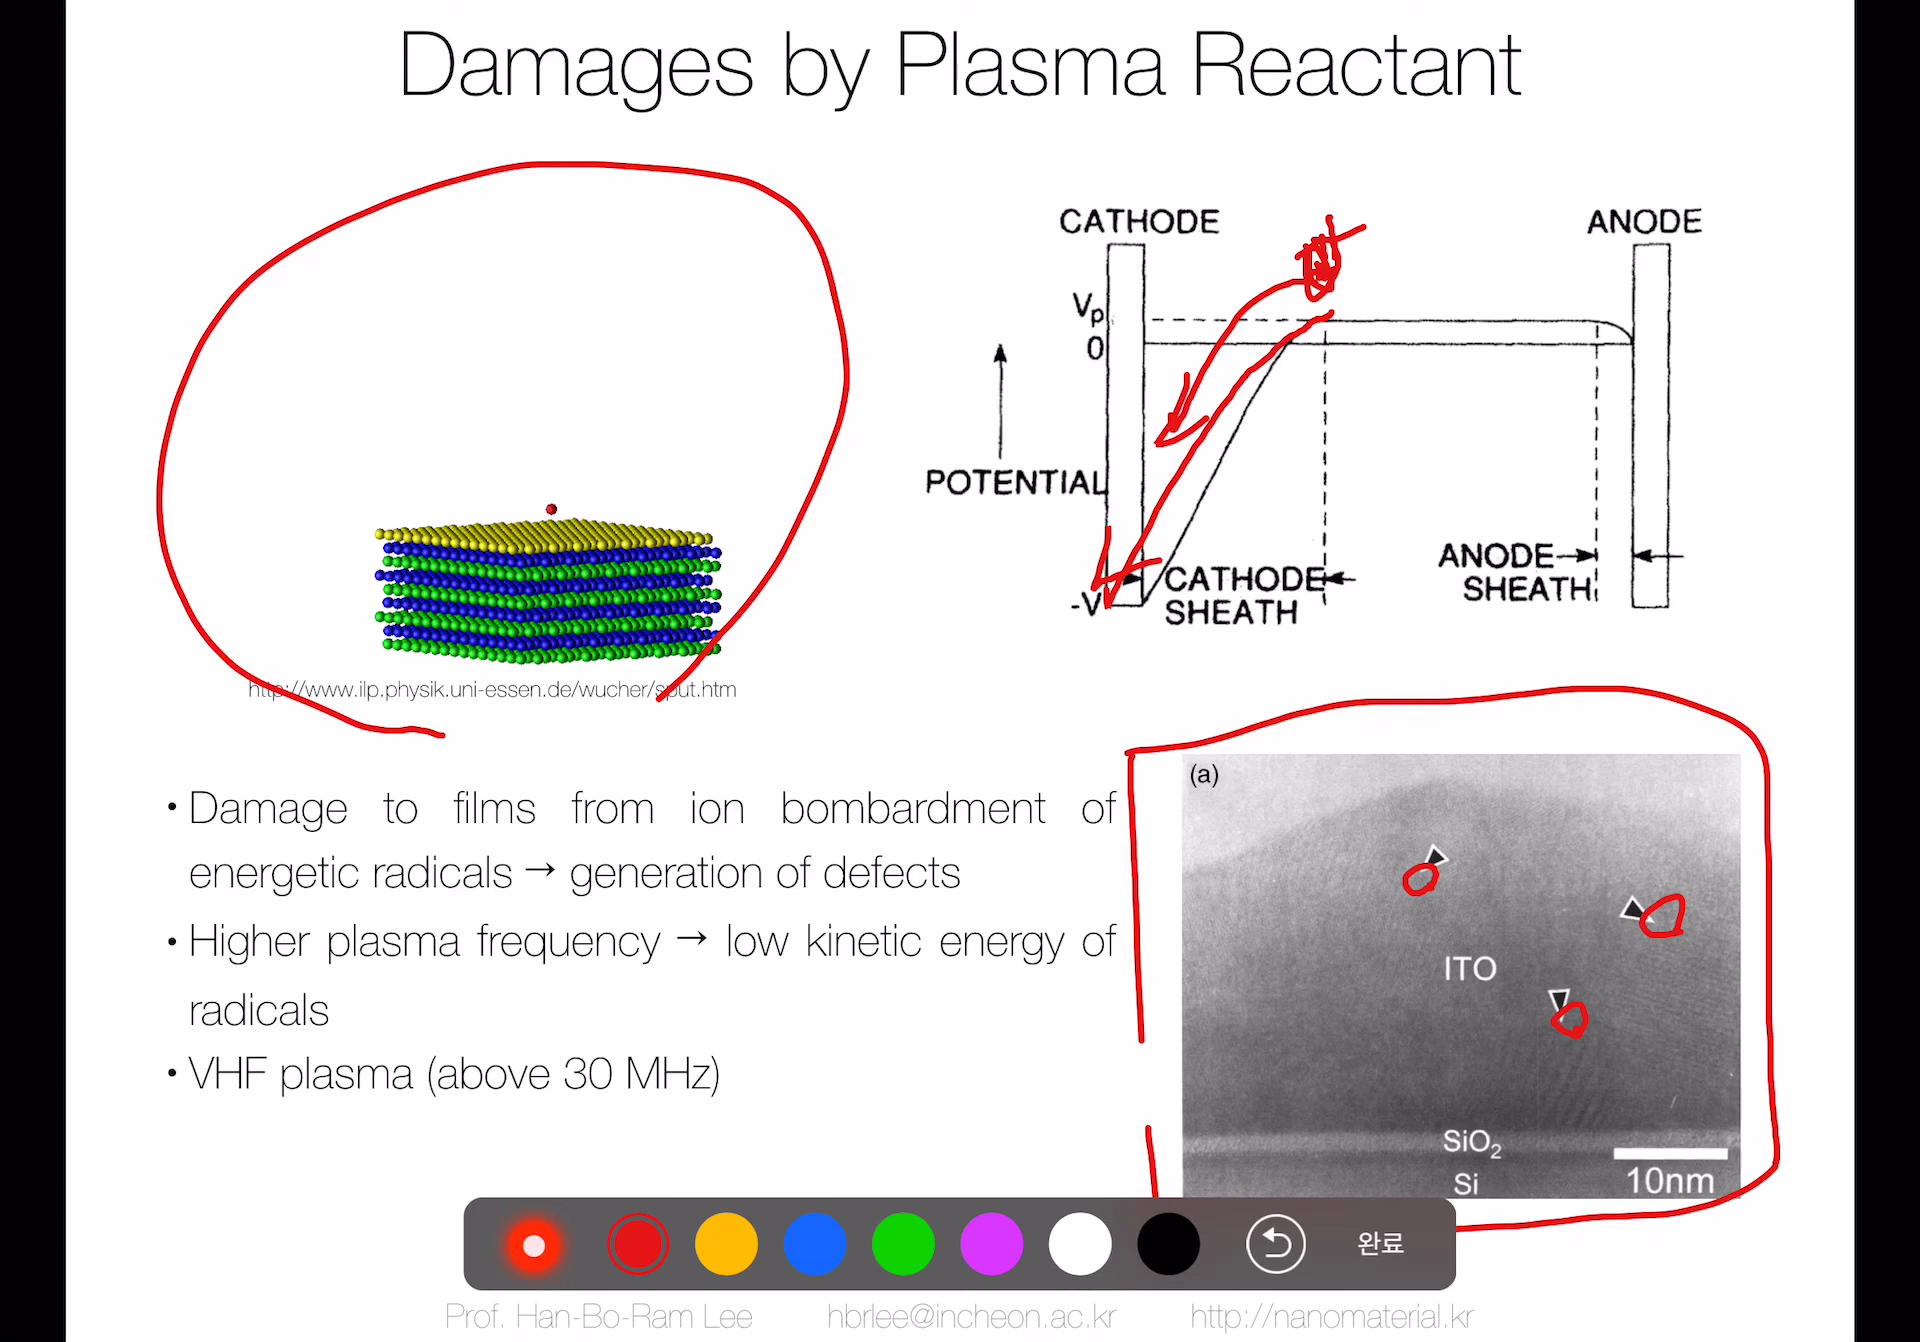 Damages by Plasma Reactant
CATHODE
ANODE
Vp
0
POTENTIAL
-V
CATHODE
SHEATH
ANODE
SHEATH
http://www.ilp.physik.uni-essen.de/wucher/sput.htm
• Damage to films from ion bombardment of
energetic radicals → generation of defects
• Higher plasma frequency → low kinetic energy of
radicals
• VHF plasma (above 30 MHz)
(a)
ITO
SiO2
Si
10nm
완료
Prof. Han-Bo-Ram Lee hbrlee@incheon.ac.kr http://nanomaterial.kr